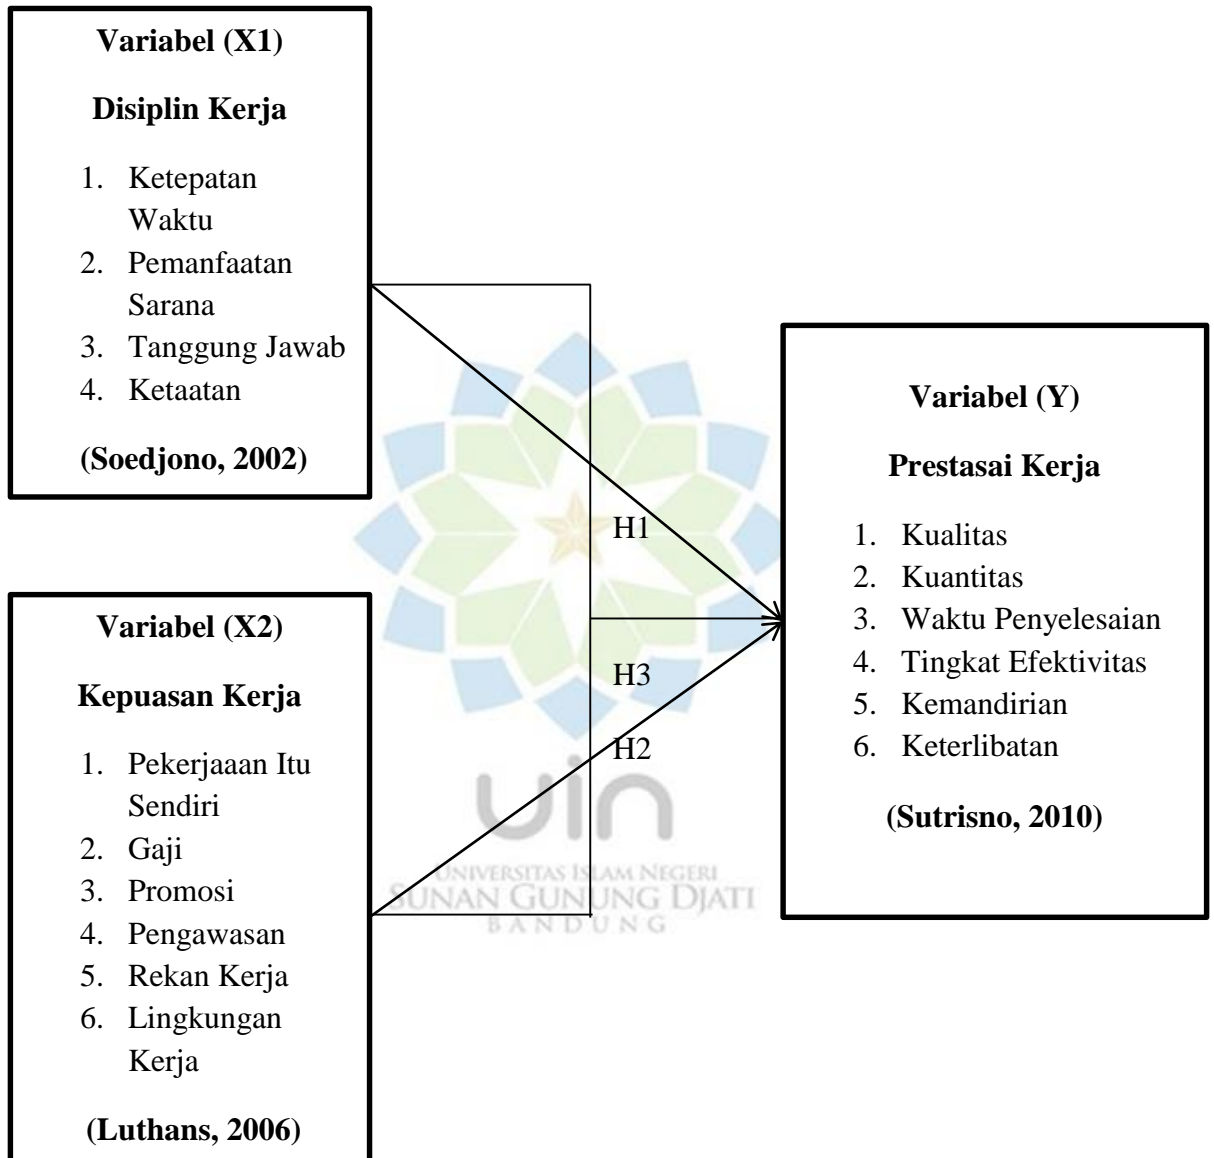 Variabel (X1)
Disiplin Kerja
1. Ketepatan
Waktu
2. Pemanfaatan
Sarana
3. Tanggung Jawab
4. Ketaatan
(Soedjono, 2002)
Variabel (X2)
Kepuasan Kerja
1. Pekerjaaan Itu
Sendiri
2. Gaji
3. Promosi
4. Pengawasan
5. Rekan Kerja
6. Lingkungan
Kerja
(Luthans, 2006)
H1
H3
H2
Variabel (Y)
Prestasai Kerja
1. Kualitas
2. Kuantitas
3. Waktu Penyelesaian
4. Tingkat Efektivitas
5. Kemandirian
6. Keterlibatan
(Sutrisno, 2010)
uin
UNIVERSITAS ISLAM NEGERI
SUNAN GUNUNG DJATI
BANDUNG